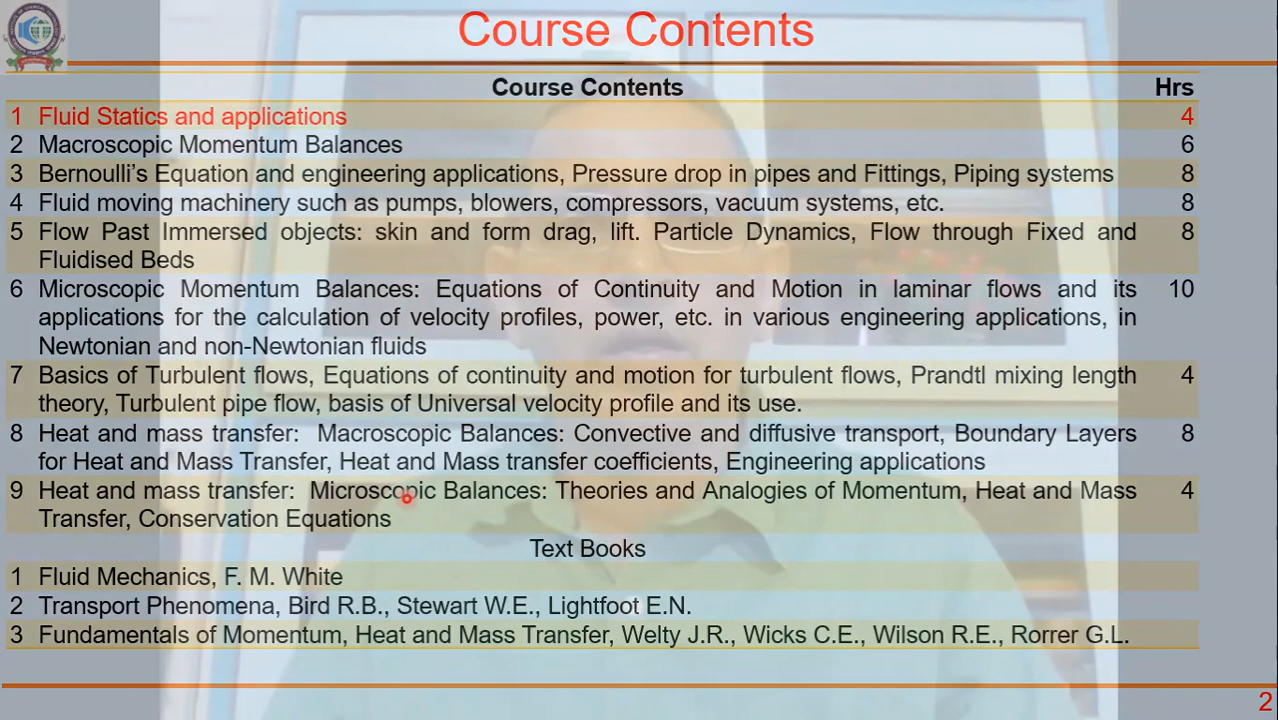 Course Contents
Course Contents Hrs
1 Fluid Statics and applications 4
2 Macroscopic Momentum Balances 6
3 Bernoulli’s Equation and engineering applications, Pressure drop in pipes and Fittings, Piping systems 8
4 Fluid moving machinery such as pumps, blowers, compressors, vacuum systems, etc. 8
5 Flow Past Immersed objects: skin and form drag, lift. Particle Dynamics, Flow through Fixed and 8
Fluidised Beds
6 Microscopic Momentum Balances: Equations of Continuity and Motion in laminar flows and its 10
applications for the calculation of velocity profiles, power, etc. in various engineering applications, in
Newtonian and non-Newtonian fluids
7 Basics of Turbulent flows, Equations of continuity and motion for turbulent flows, Prandtl mixing length 4
theory, Turbulent pipe flow, basis of Universal velocity profile and its use.
8 Heat and mass transfer: Macroscopic Balances: Convective and diffusive transport, Boundary Layers 8
for Heat and Mass Transfer, Heat and Mass transfer coefficients, Engineering applications
9 Heat and mass transfer: Microscopic Balances: Theories and Analogies of Momentum, Heat and Mass 4
Transfer, Conservation Equations
Text Books
1 Fluid Mechanics, F. M. White
2 Transport Phenomena, Bird R.B., Stewart W.E., Lightfoot E.N.
3 Fundamentals of Momentum, Heat and Mass Transfer, Welty J.R., Wicks C.E., Wilson R.E., Rorrer G.L.
2